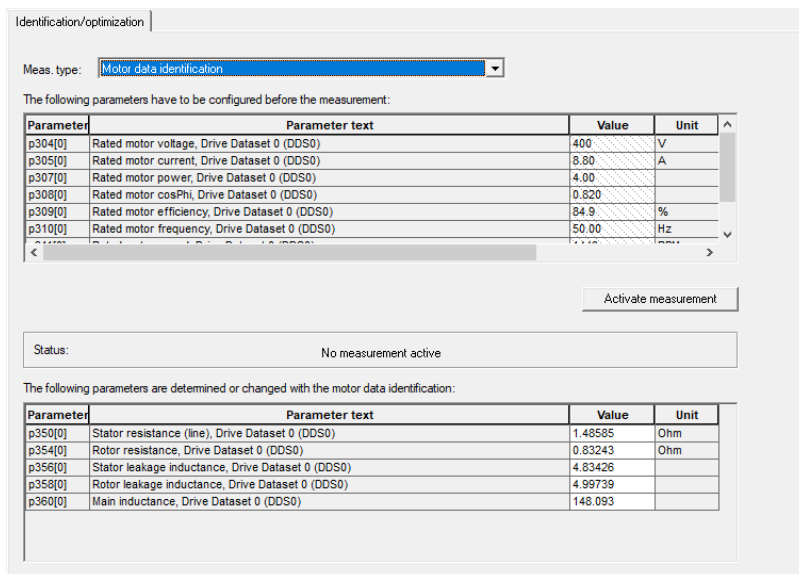 Identification/optimization
Meas. type: Motor data identification
The following parameters have to be configured before the measurement:
Parameter Parameter text Value Unit
p304[0] Rated motor voltage, Drive Dataset 0 (DDS0) 400 V
p305[0] Rated motor current, Drive Dataset 0 (DDS0) 8.80 A
p307[0] Rated motor power, Drive Dataset 0 (DDS0) 4.00
p308[0] Rated motor cosPhi, Drive Dataset 0 (DDS0) 0.820
p309[0] Rated motor efficiency, Drive Dataset 0 (DDS0) 84.9 %
p310[0] Rated motor frequency, Drive Dataset 0 (DDS0) 50.00 Hz
Activate measurement
Status: No measurement active
The following parameters are determined or changed with the motor data identification:
Parameter Parameter text Value Unit
p350[0] Stator resistance (line), Drive Dataset 0 (DDS0) 1.48585 Ohm
p354[0] Rotor resistance, Drive Dataset 0 (DDS0) 0.83243 Ohm
p356[0] Stator leakage inductance, Drive Dataset 0 (DDS0) 4.83426
p358[0] Rotor leakage inductance, Drive Dataset 0 (DDS0) 4.99739
p360[0] Main inductance, Drive Dataset 0 (DDS0) 148.093